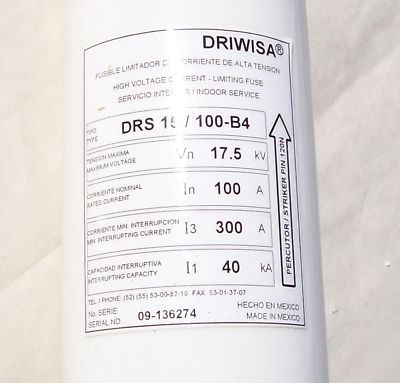 DRIWISA®
FUSIBLE LIMITADOR DE CORRIENTE DE ALTA TENSION
HIGH VOLTAGE CURRENT - LIMITING FUSE
SERVICIO INTERIOR / INDOOR SERVICE
TIPO
TYPE
DRS 15 / 100-B4
TENSION MAXIMA
MAXIMUM VOLTAGE
Vn 17.5 kV
CORRIENTE NOMINAL
RATED CURRENT
In 100 A
CORRIENTE MIN. INTERRUPCION
MIN. INTERRUPTING CURRENT
I3 300 A
CAPACIDAD INTERRUPTIVA
INTERRUPTING CAPACITY
I1 40 kA
PERCUTOR / STRIKER PIN 120N
TEL / PHONE: (52) (55) 53-00-82-19 FAX 53-01-37-07
No. SERIE
SERIAL NO.
09-136274
HECHO EN MEXICO
MADE IN MEXICO